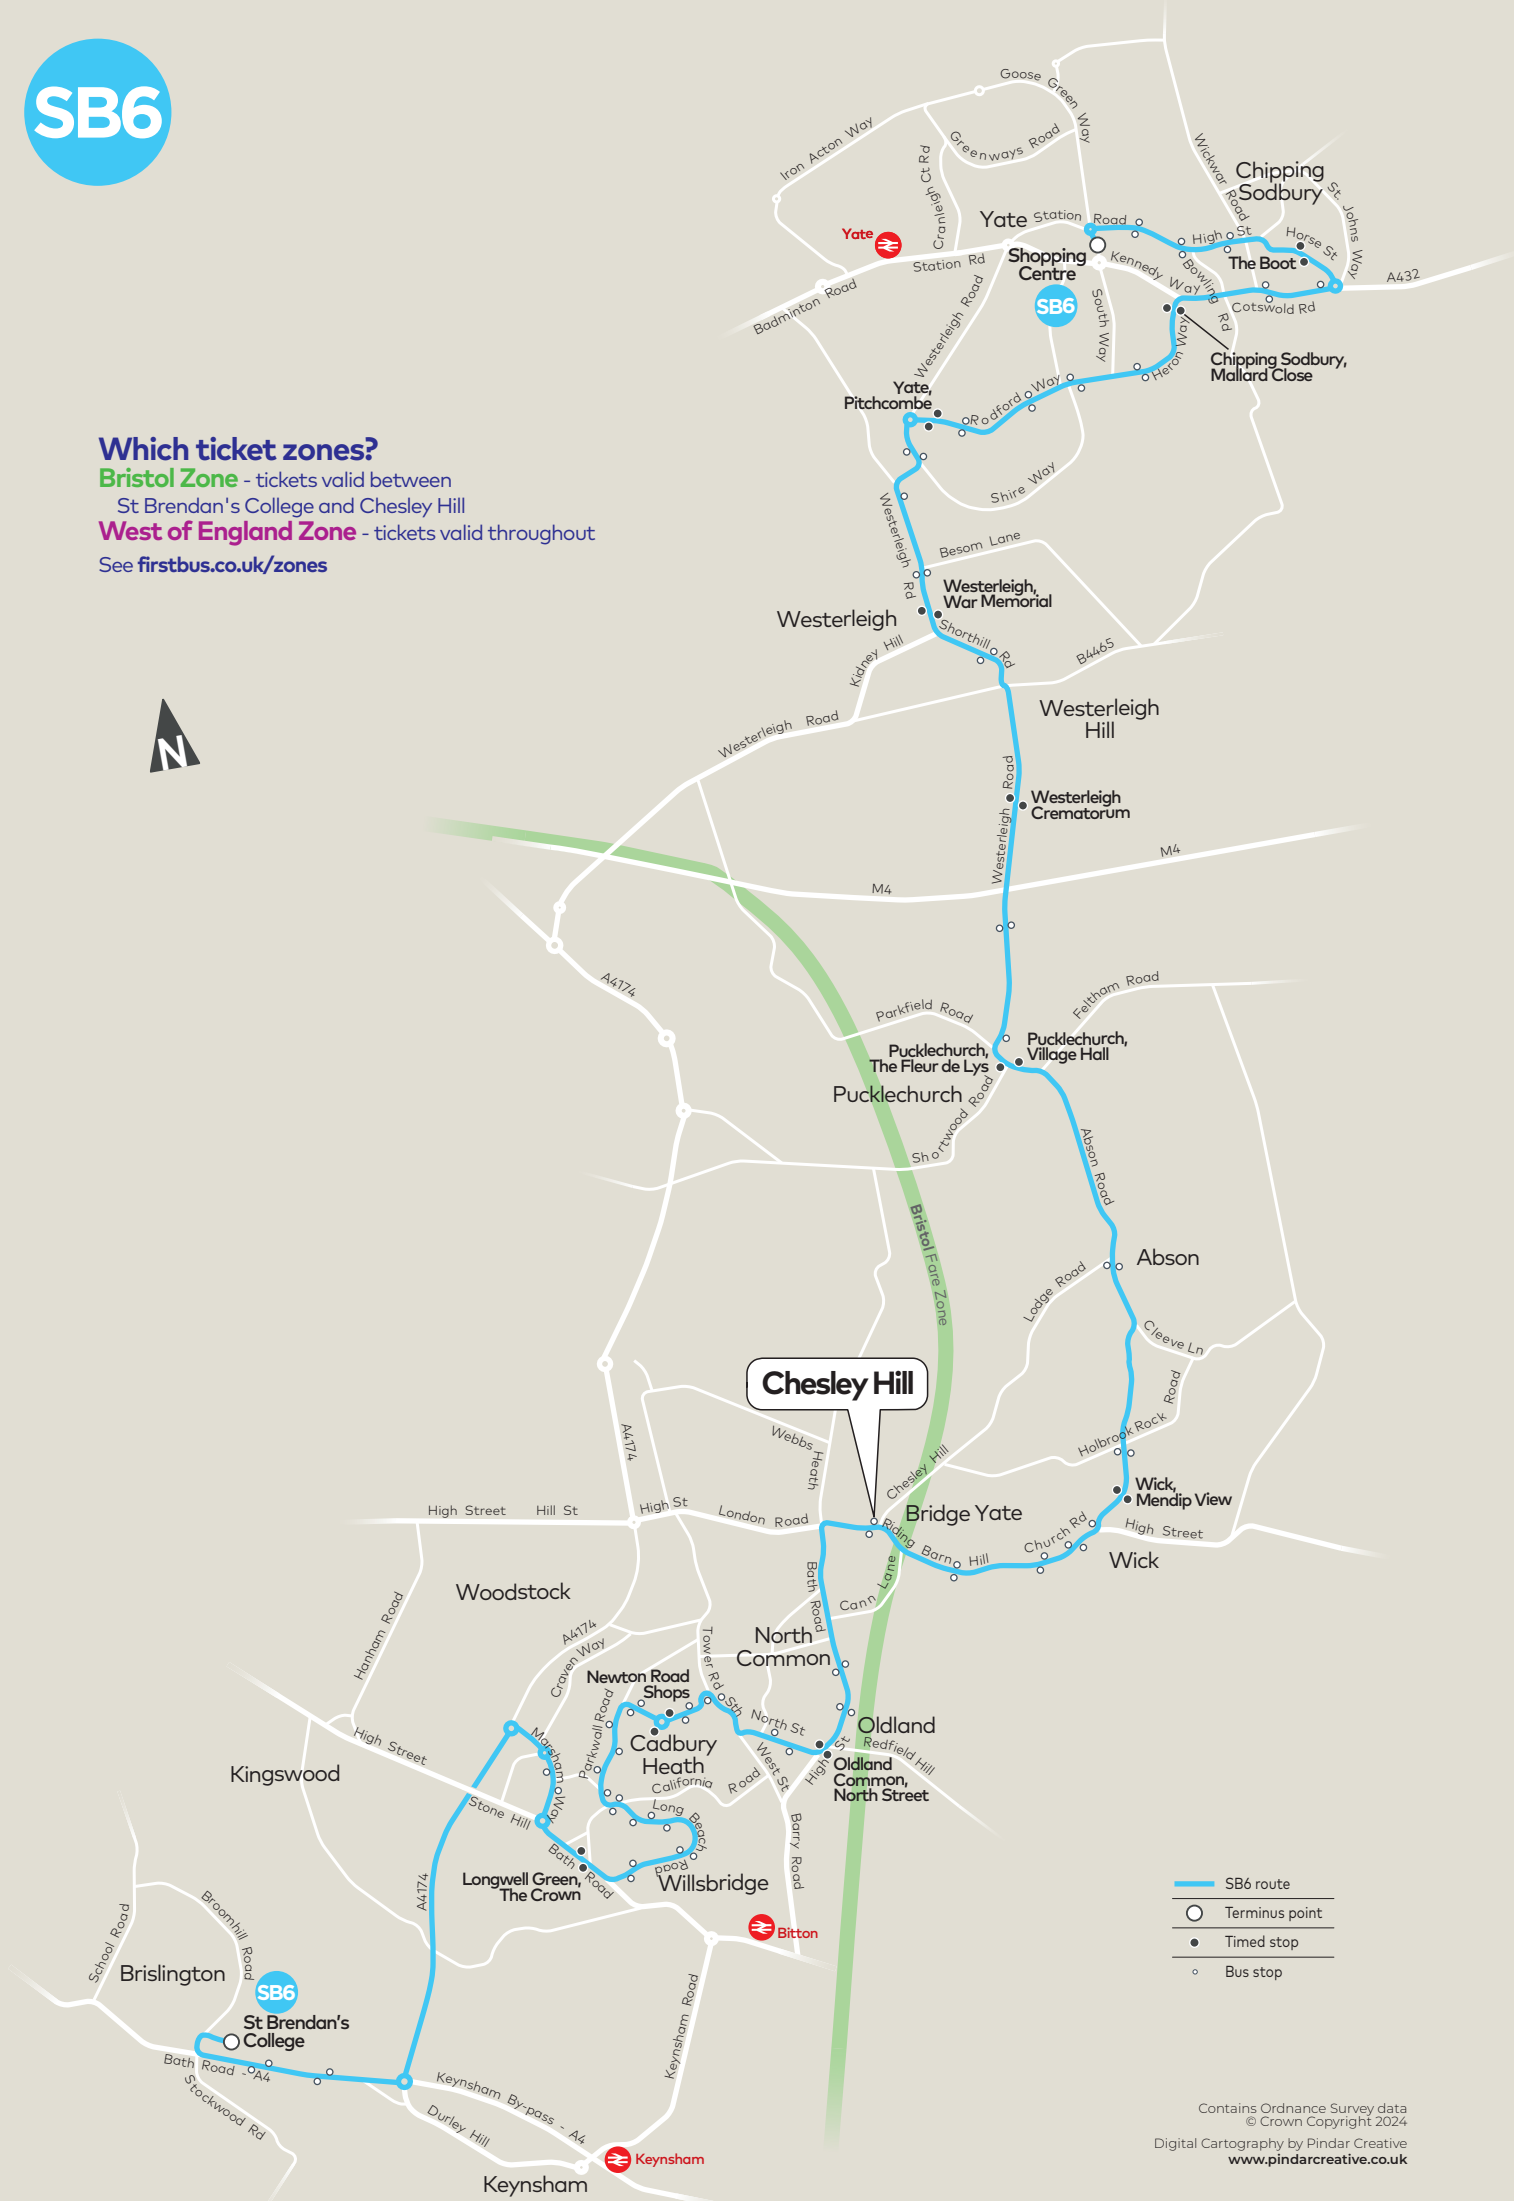 SB6
Goose Green Way
Iron Acton Way
Greenways Road
Cranleigh Ct Rd
Wickwar Road
Chipping
Sodbury
St. Johns Way
Yate
Yate
Station Road
High St
Horse St
Station Rd
Shopping
Centre
Kennedy Way
The Boot
Bowling Rd
A432
Badminton Road
Westerleigh Road
SB6
South Way
Cotswold Rd
Heron Way
Chipping Sodbury,
Mallard Close
Yate,
Pitchcombe
Rodford Way
Which ticket zones?
Bristol Zone - tickets valid between
St Brendan's College and Chesley Hill
West of England Zone - tickets valid throughout
See firstbus.co.uk/zones
Shire Way
Westerleigh Rd
Besom Lane
Westerleigh,
War Memorial
Westerleigh
Shorthill Rd
Kidney Hill
B4465
Westerleigh
Hill
N
Westerleigh Road
Westerleigh Road
Westerleigh
Crematorum
M4
M4
A4174
Parkfield Road
Feltham Road
Pucklechurch,
The Fleur de Lys
Pucklechurch,
Village Hall
Pucklechurch
Shortwood Road
Abson Road
Bristol Fare Zone
Abson
Lodge Road
Cleeve Ln
Chesley Hill
A4174
Webbs Heath
Holbrook Rock Road
Chesley Hill
Wick,
Mendip View
High Street
Hill St
High St
London Road
Bridge Yate
Riding Barn Hill
Church Rd
High Street
Wick
Woodstock
Bath Road
Cann Lane
Hanham Road
A4174
Craven Way
Tower Rd Sth
North
Common
Newton Road
Shops
Parkwall Road
North St
Oldland
High Street
Marsham Way
Cadbury
Heath
West St
High St
Redfield Hill
Oldland
Common,
North Street
Kingswood
California Road
Stone Hill
Long Beach Road
Barry Road
Bath Road
Longwell Green,
The Crown
Willsbridge
A4174
SB6 route
Terminus point
Timed stop
Bus stop
School Road
Broomhill Road
Bitton
Brislington
SB6
St Brendan's
College
Keynsham Road
Bath Road - A4
Stockwood Rd
Keynsham By-pass - A4
Durley Hill
Keynsham
Keynsham
Contains Ordnance Survey data
© Crown Copyright 2024
Digital Cartography by Pindar Creative
www.pindarcreative.co.uk